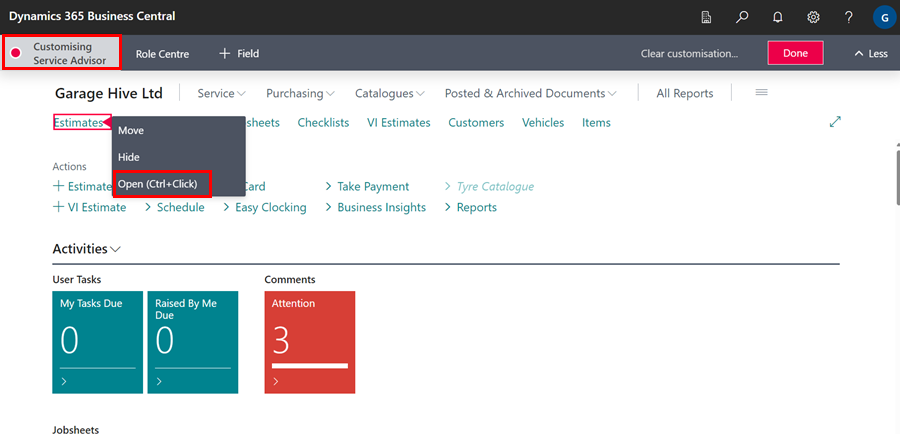 Dynamics 365 Business Central
G
Customising
Service Advisor
Role Centre
+ Field
Clear customisation...
Done
Less
Garage Hive Ltd
Service
Purchasing
Catalogues
Posted & Archived Documents
All Reports
Estimates
Checklists
VI Estimates
Customers
Vehicles
Items
Move
Hide
Open (Ctrl+Click)
Actions
+ Estimate
Card
> Take Payment
> Tyre Catalogue
+ VI Estimate
> Schedule
> Easy Clocking
> Business Insights
> Reports
Activities
User Tasks
Comments
My Tasks Due
0
Raised By Me
Due
0
Attention
3
Jobsheets